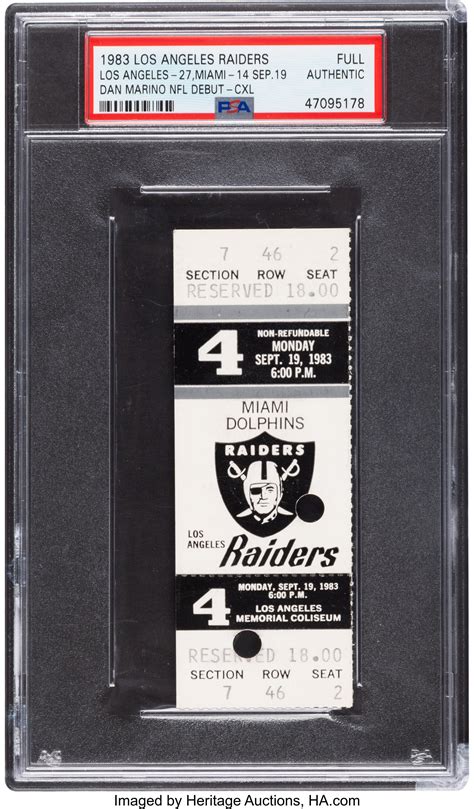 1983 LOS ANGELES RAIDERS FULL
LOS ANGELES - 27, MIAMI - 14 SEP.19 AUTHENTIC
DAN MARINO NFL DEBUT - CXL
PSA 47095178
7 46 2
SECTION ROW SEAT
RESERVED 18.00
4
NON-REFUNDABLE
MONDAY
SEPT. 19, 1983
6:00 P.M.
MIAMI
DOLPHINS
RAIDERS
LOS ANGELES
Raiders
4
MONDAY, SEPT. 19, 1983
6:00 P.M.
LOS ANGELES
MEMORIAL COLISEUM
RESERVED 18.00
SECTION ROW SEAT
7 46 2
Imaged by Heritage Auctions, HA.com